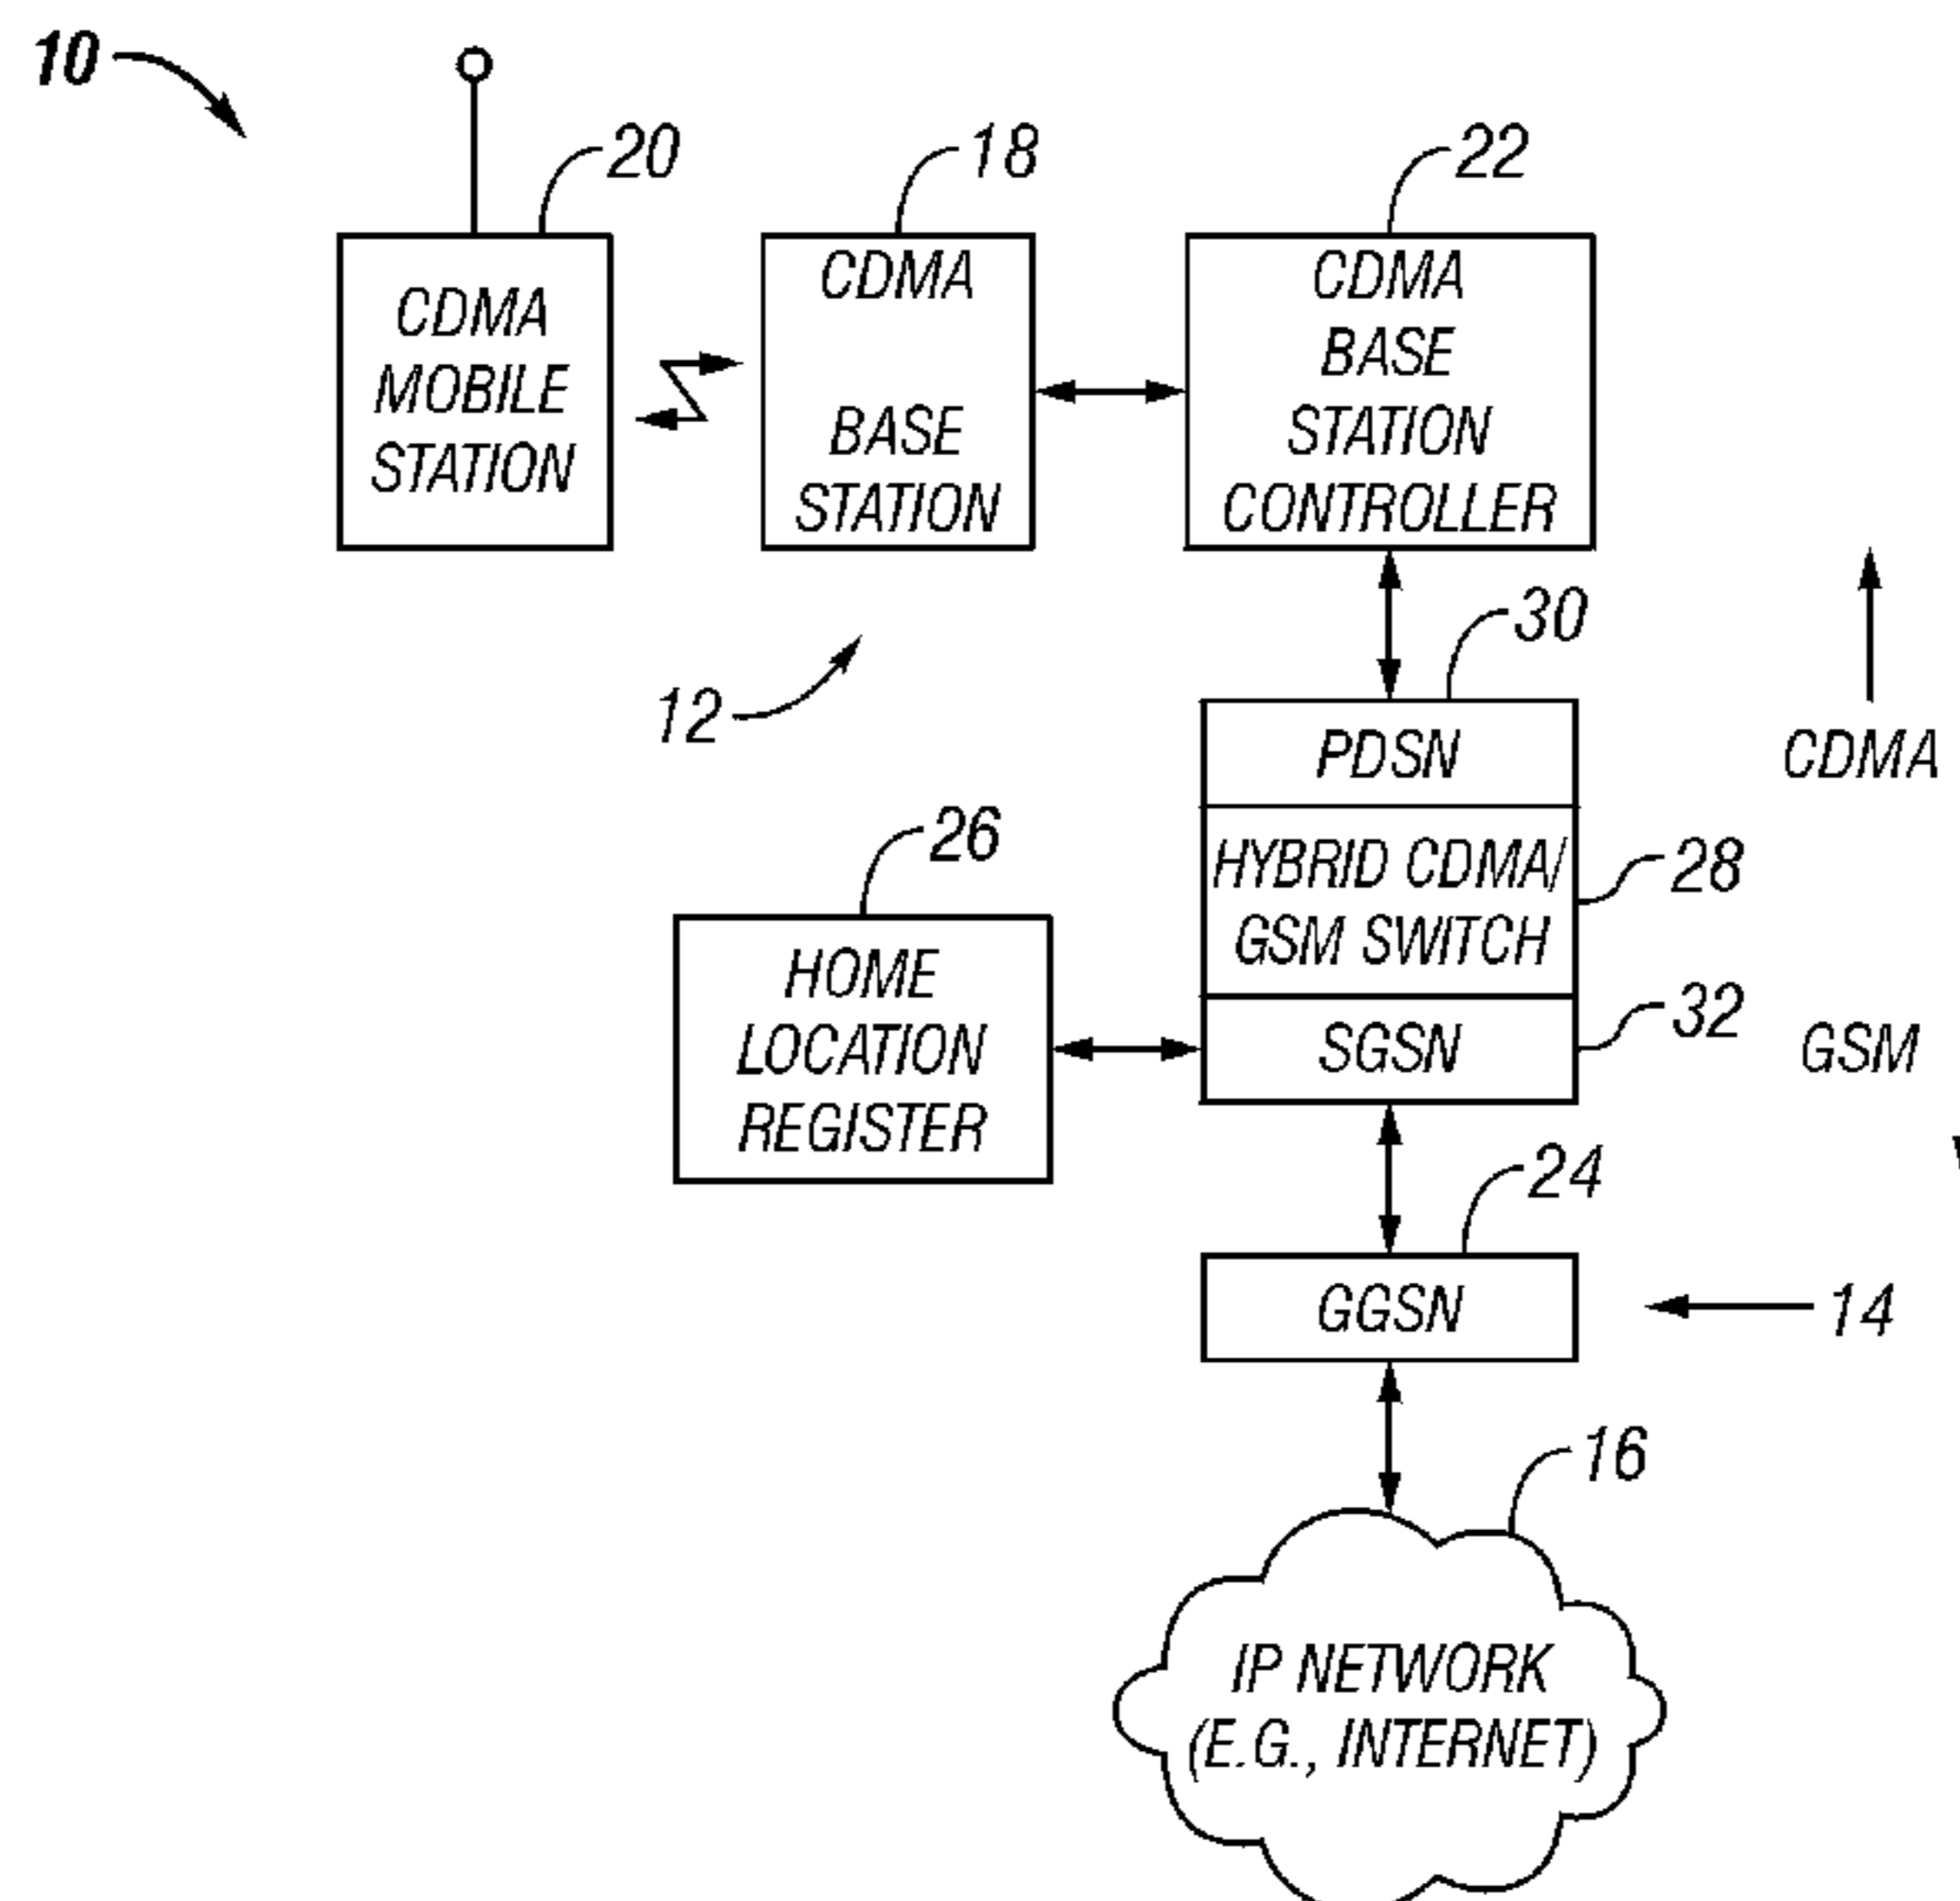 10
20
18
22
CDMA
MOBILE
STATION
CDMA
BASE
STATION
CDMA
BASE
STATION
CONTROLLER
12
30
PDSN
CDMA
26
HYBRID CDMA/
GSM SWITCH
28
HOME
LOCATION
REGISTER
SGSN
32
GSM
24
GGSN
14
16
IP NETWORK
(E.G., INTERNET)